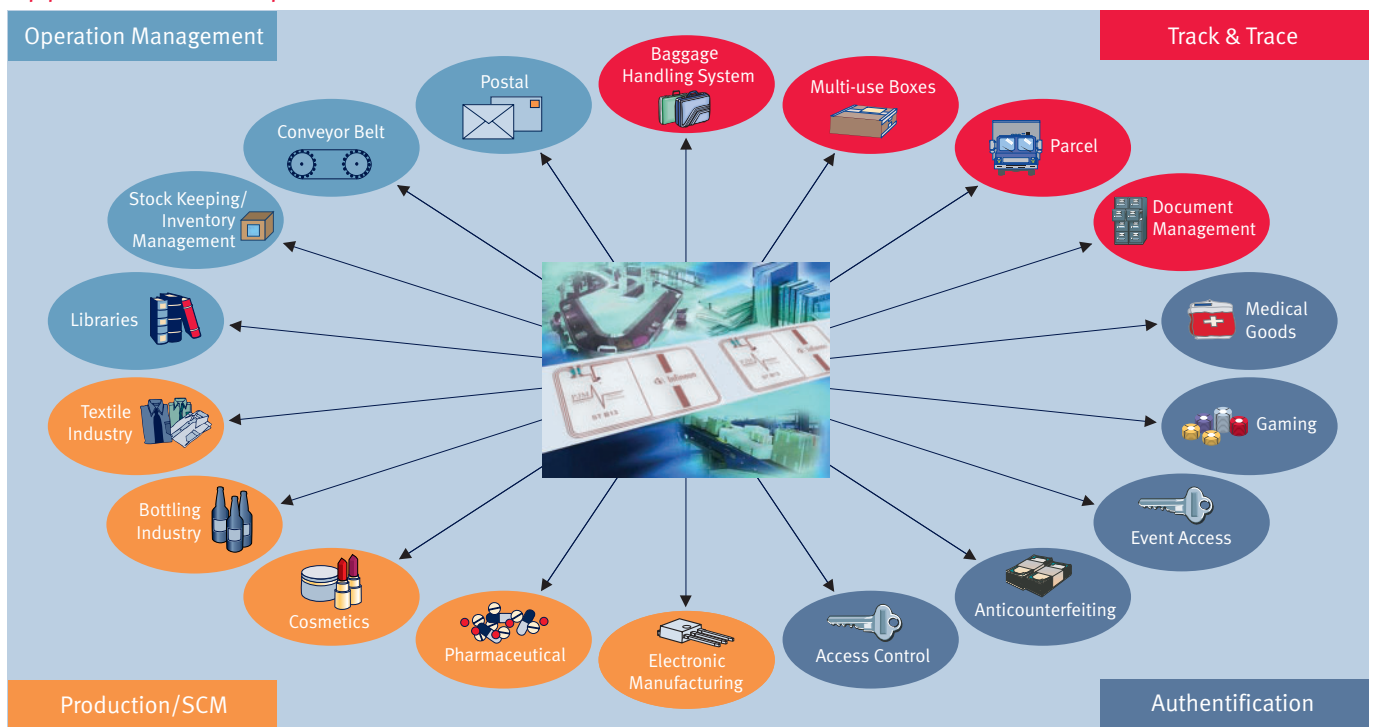 Operation Management
Track & Trace
Postal
Baggage
Handling System
Multi-use Boxes
Conveyor Belt
Parcel
Stock Keeping/
Inventory
Management
Document
Management
Libraries
Medical
Goods
Textile
Industry
Gaming
Bottling
Industry
Event Access
Cosmetics
Anticounterfeiting
Pharmaceutical
Electronic
Manufacturing
Access Control
Production/SCM
Authentification
PJM
Infineon